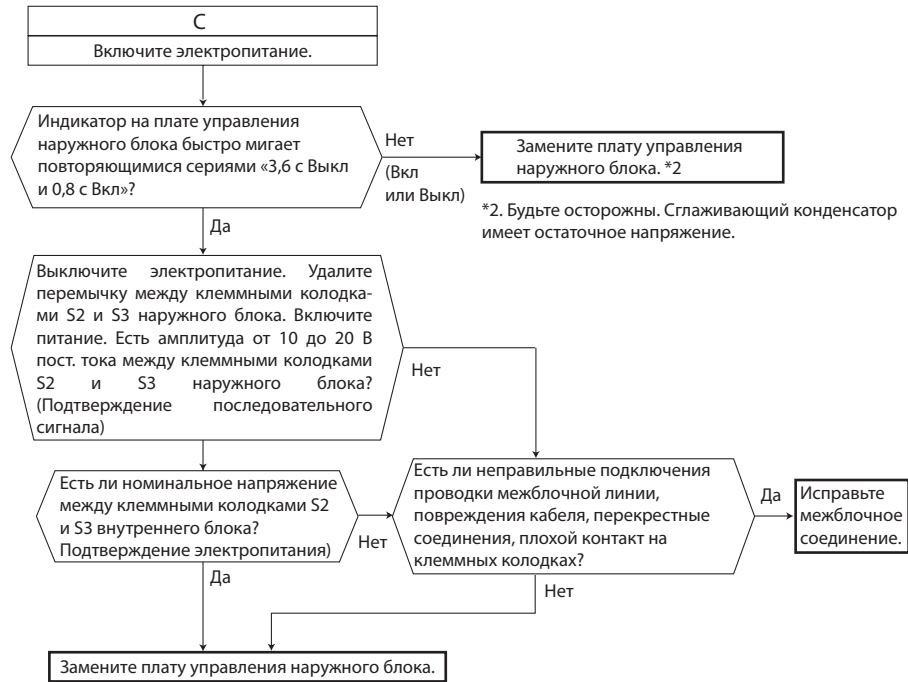 C
Включите электропитание.
Индикатор на плате управления
наружного блока быстро мигает
повторяющимися сериями «3,6 с Выкл
и 0,8 с Вкл»?
Нет
(Вкл
или Выкл)
Замените плату управления
наружного блока. *2
*2. Будьте осторожны. Сглаживающий конденсатор
имеет остаточное напряжение.
Да
Выключите электропитание. Удалите
перемычку между клеммными колодка-
ми S2 и S3 наружного блока. Включите
питание. Есть амплитуда от 10 до 20 В
пост. тока между клеммными колодками
S2 и S3 наружного блока?
(Подтверждение последовательного
сигнала)
Нет
Есть ли номинальное напряжение
между клеммными колодками S2
и S3 внутреннего блока?
Подтверждение электропитания)
Нет
Есть ли неправильные подключения
проводки межблочной линии,
повреждения кабеля, перекрестные
соединения, плохой контакт на
клеммных колодках?
Да
Исправьте
межблочное
соединение.
Да
Нет
Замените плату управления наружного блока.